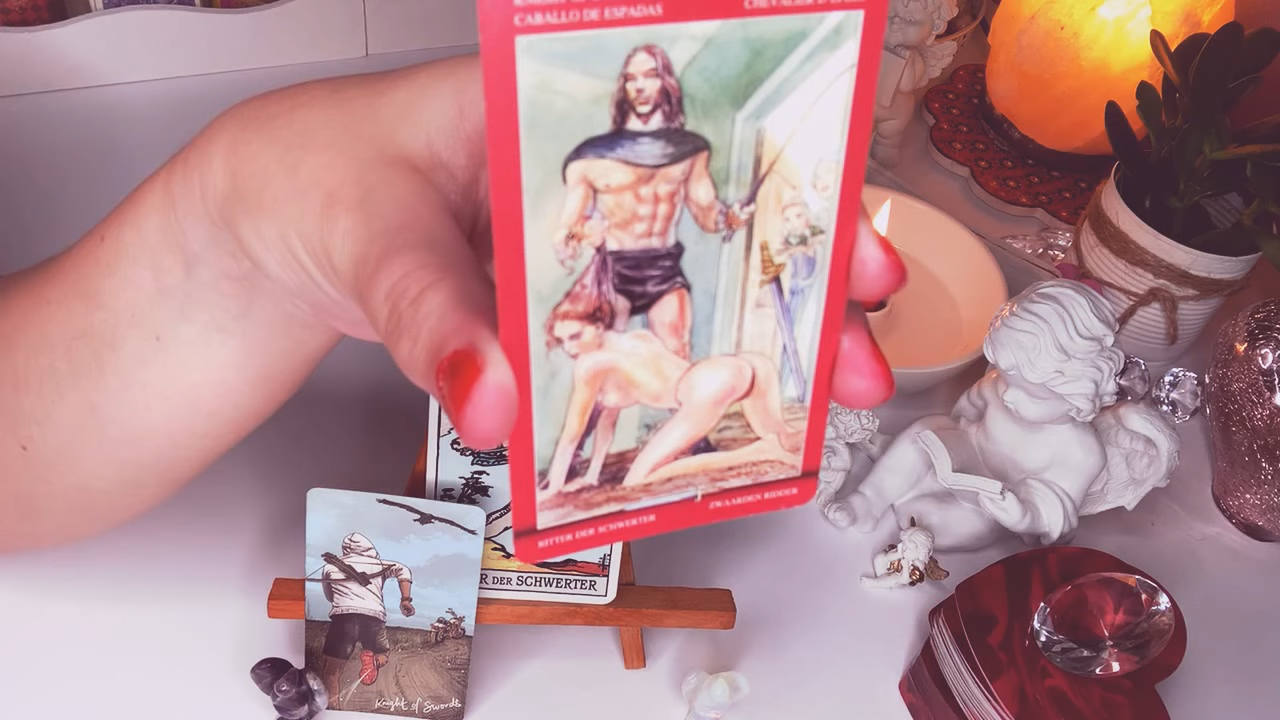 CABALLO DE ESPADAS
RITTER DER SCHWERTER
ZWAARDEN RIDDER
DER SCHWERTER
Knight of Swords